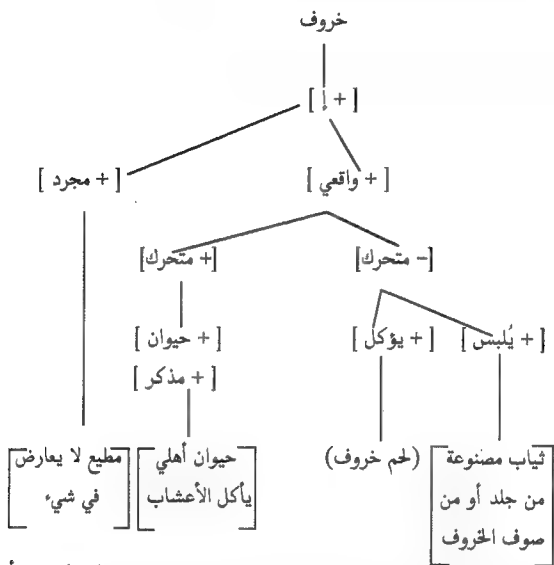 خروف
[ + إ ]
[ + واقعي ] [ + مجرد ]
[- متحرك] [+ متحرك]
[ + يُلبس ] [ + يؤكل ] [ + حيوان ]
[ + مذكر ]
ثياب مصنوعة (لحم خروف) حيوان أهلي مطيع لا يعارض
من جلد أو من يأكل الأعشاب في شيء
صوف الخروف